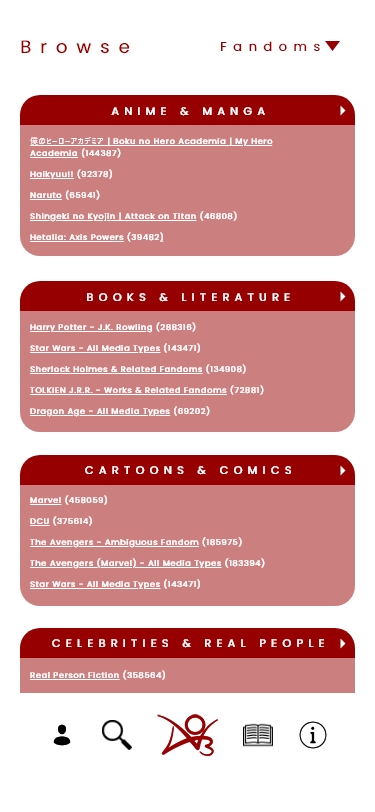 Browse
Fandoms
ANIME & MANGA
僕のヒーローアカデミア | Boku no Hero Academia | My Hero
Academia (144387)
Haikyuu!! (92378)
Naruto (65941)
Shingeki no Kyojin | Attack on Titan (46808)
Hetalia: Axis Powers (39482)
BOOKS & LITERATURE
Harry Potter - J.K. Rowling (288316)
Star Wars - All Media Types (143471)
Sherlock Holmes & Related Fandoms (134908)
TOLKIEN J.R.R. - Works & Related Fandoms (72881)
Dragon Age - All Media Types (69202)
CARTOONS & COMICS
Marvel (458059)
DCU (375614)
The Avengers - Ambiguous Fandom (185975)
The Avengers (Marvel) - All Media Types (183394)
Star Wars - All Media Types (143471)
CELEBRITIES & REAL PEOPLE
Real Person Fiction (358564)